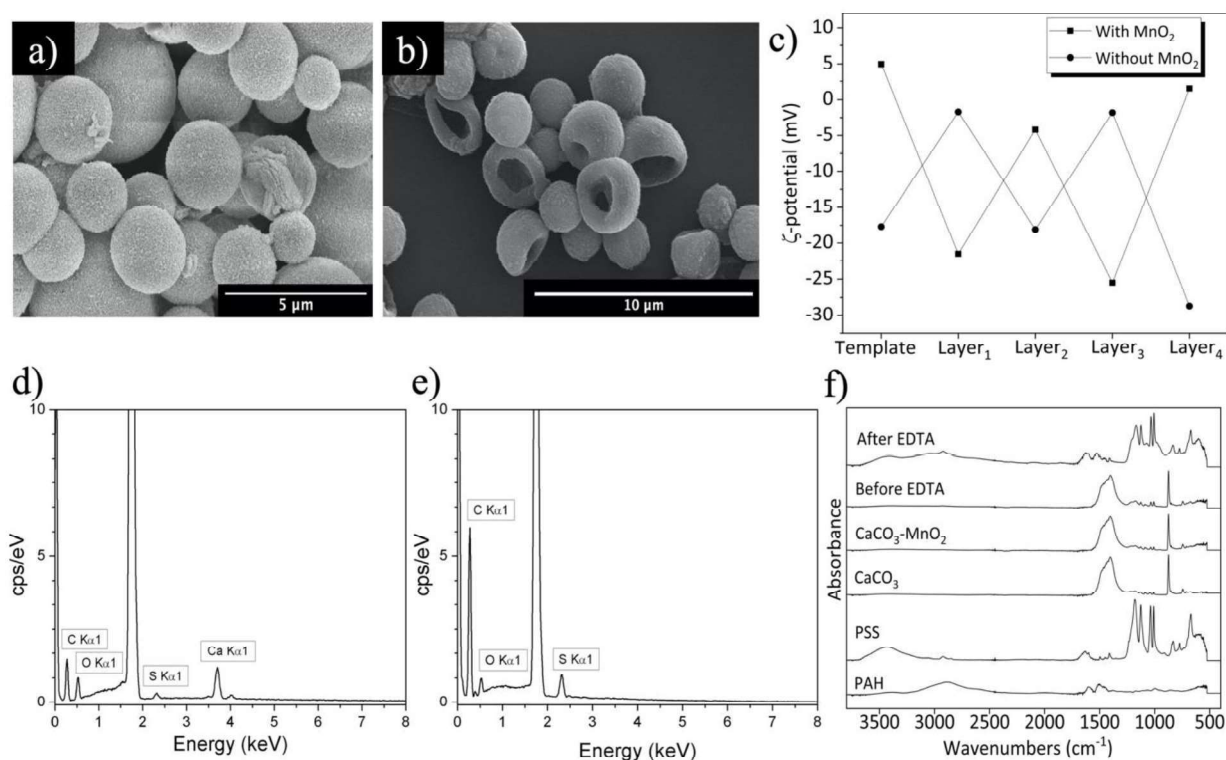 a)
5 µm
b)
10 µm
c)
ζ-potential (mV)
10
5
0
-5
-10
-15
-20
-25
-30
With MnO₂
Without MnO₂
Template Layer₁ Layer₂ Layer₃ Layer₄
d)
cps/eV
10
5
0
C Kα1
O Kα1
S Kα1
Ca Kα1
0 1 2 3 4 5 6 7 8
Energy (keV)
e)
cps/eV
10
5
0
C Kα1
O Kα1
S Kα1
0 1 2 3 4 5 6 7 8
Energy (keV)
f)
Absorbance
After EDTA
Before EDTA
CaCO₃-MnO₂
CaCO₃
PSS
PAH
3500 3000 2500 2000 1500 1000 500
Wavenumbers (cm⁻¹)